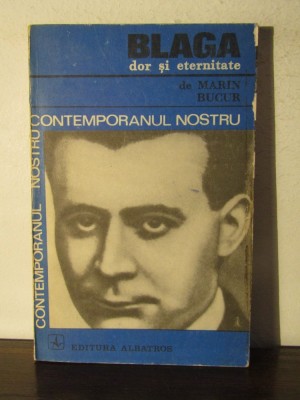 BLAGA
dor și eternitate
de MARIN
BUCUR
CONTEMPORANUL NOSTRU
CONTEMPORANUL NOSTRU
EDITURA ALBATROS